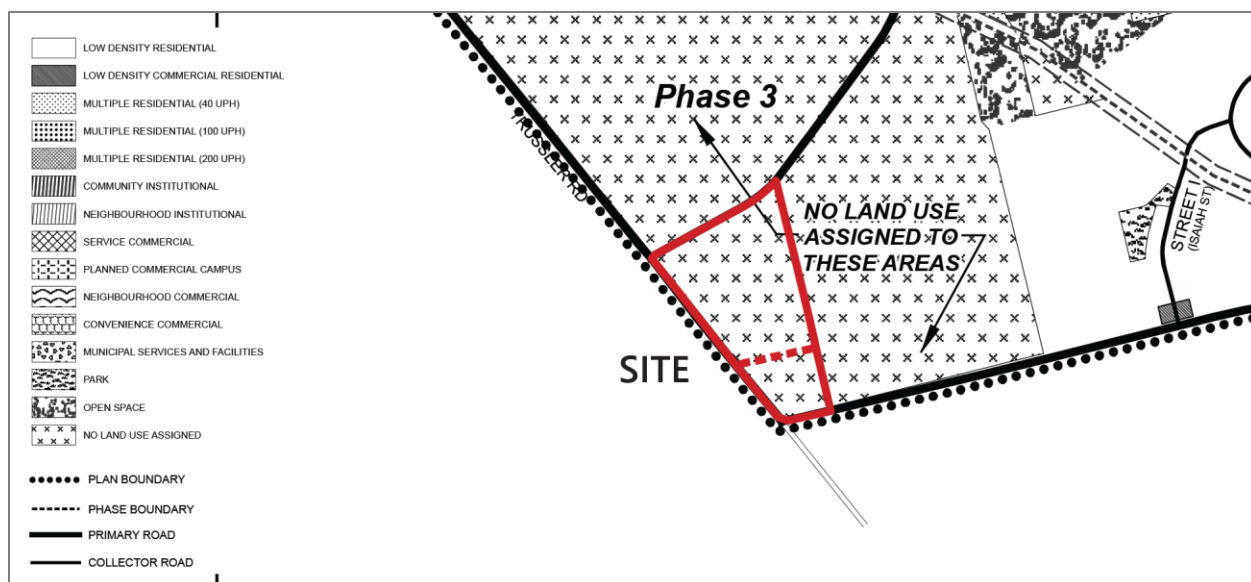 LOW DENSITY RESIDENTIAL
LOW DENSITY COMMERCIAL RESIDENTIAL
MULTIPLE RESIDENTIAL (40 UPH)
MULTIPLE RESIDENTIAL (100 UPH)
MULTIPLE RESIDENTIAL (200 UPH)
COMMUNITY INSTITUTIONAL
NEIGHBOURHOOD INSTITUTIONAL
SERVICE COMMERCIAL
PLANNED COMMERCIAL CAMPUS
NEIGHBOURHOOD COMMERCIAL
CONVENIENCE COMMERCIAL
MUNICIPAL SERVICES AND FACILITIES
PARK
OPEN SPACE
NO LAND USE ASSIGNED
PLAN BOUNDARY
PHASE BOUNDARY
PRIMARY ROAD
COLLECTOR ROAD
Phase 3
TRUSSLER RD
NO LAND USE
ASSIGNED TO
THESE AREAS
SITE
STREET I
(ISAIAH ST)